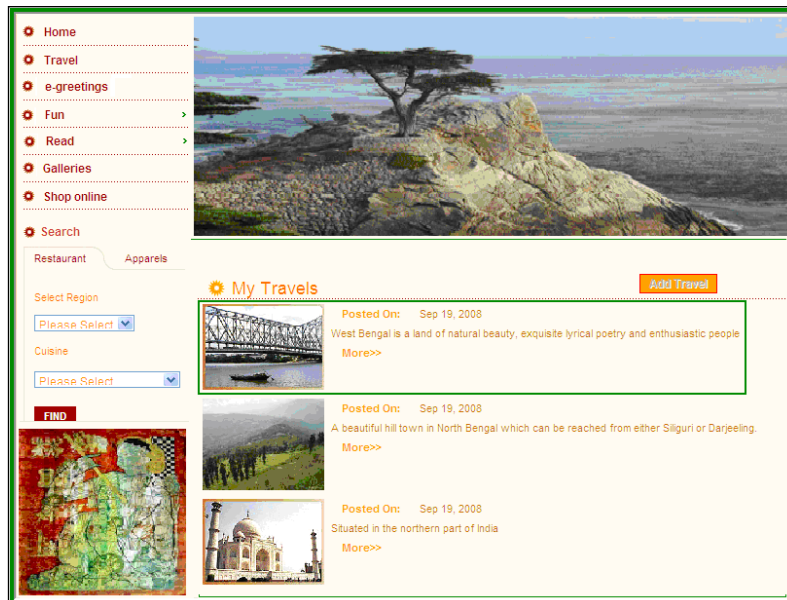 Home
Travel
e-greetings
Fun
Read
Galleries
Shop online
Search
Restaurant Apparels
Select Region
Please Select
Cuisine
Please Select
FIND
My Travels
Add Travel
Posted On: Sep 19, 2008
West Bengal is a land of natural beauty, exquisite lyrical poetry and enthusiastic people
More>>
Posted On: Sep 19, 2008
A beautiful hill town in North Bengal which can be reached from either Siliguri or Darjeeling.
More>>
Posted On: Sep 19, 2008
Situated in the northern part of India
More>>